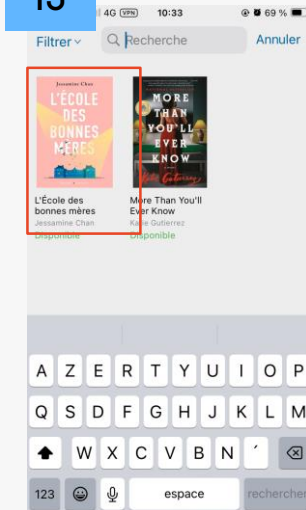 15
4G VPN 10:33 69 %
Filtrer Recherche Annuler
Jessamine Chan
L'ÉCOLE
DES
BONNES
MÈRES
MORE
THAN
YOU'LL
EVER
KNOW
Katie Gutierrez
L'École des
bonnes mères
Jessamine Chan
Disponible
More Than You'll
Ever Know
Katie Gutierrez
Disponible
A Z E R T Y U I O P
Q S D F G H J K L M
W X C V B N ´
123 espace rechercher